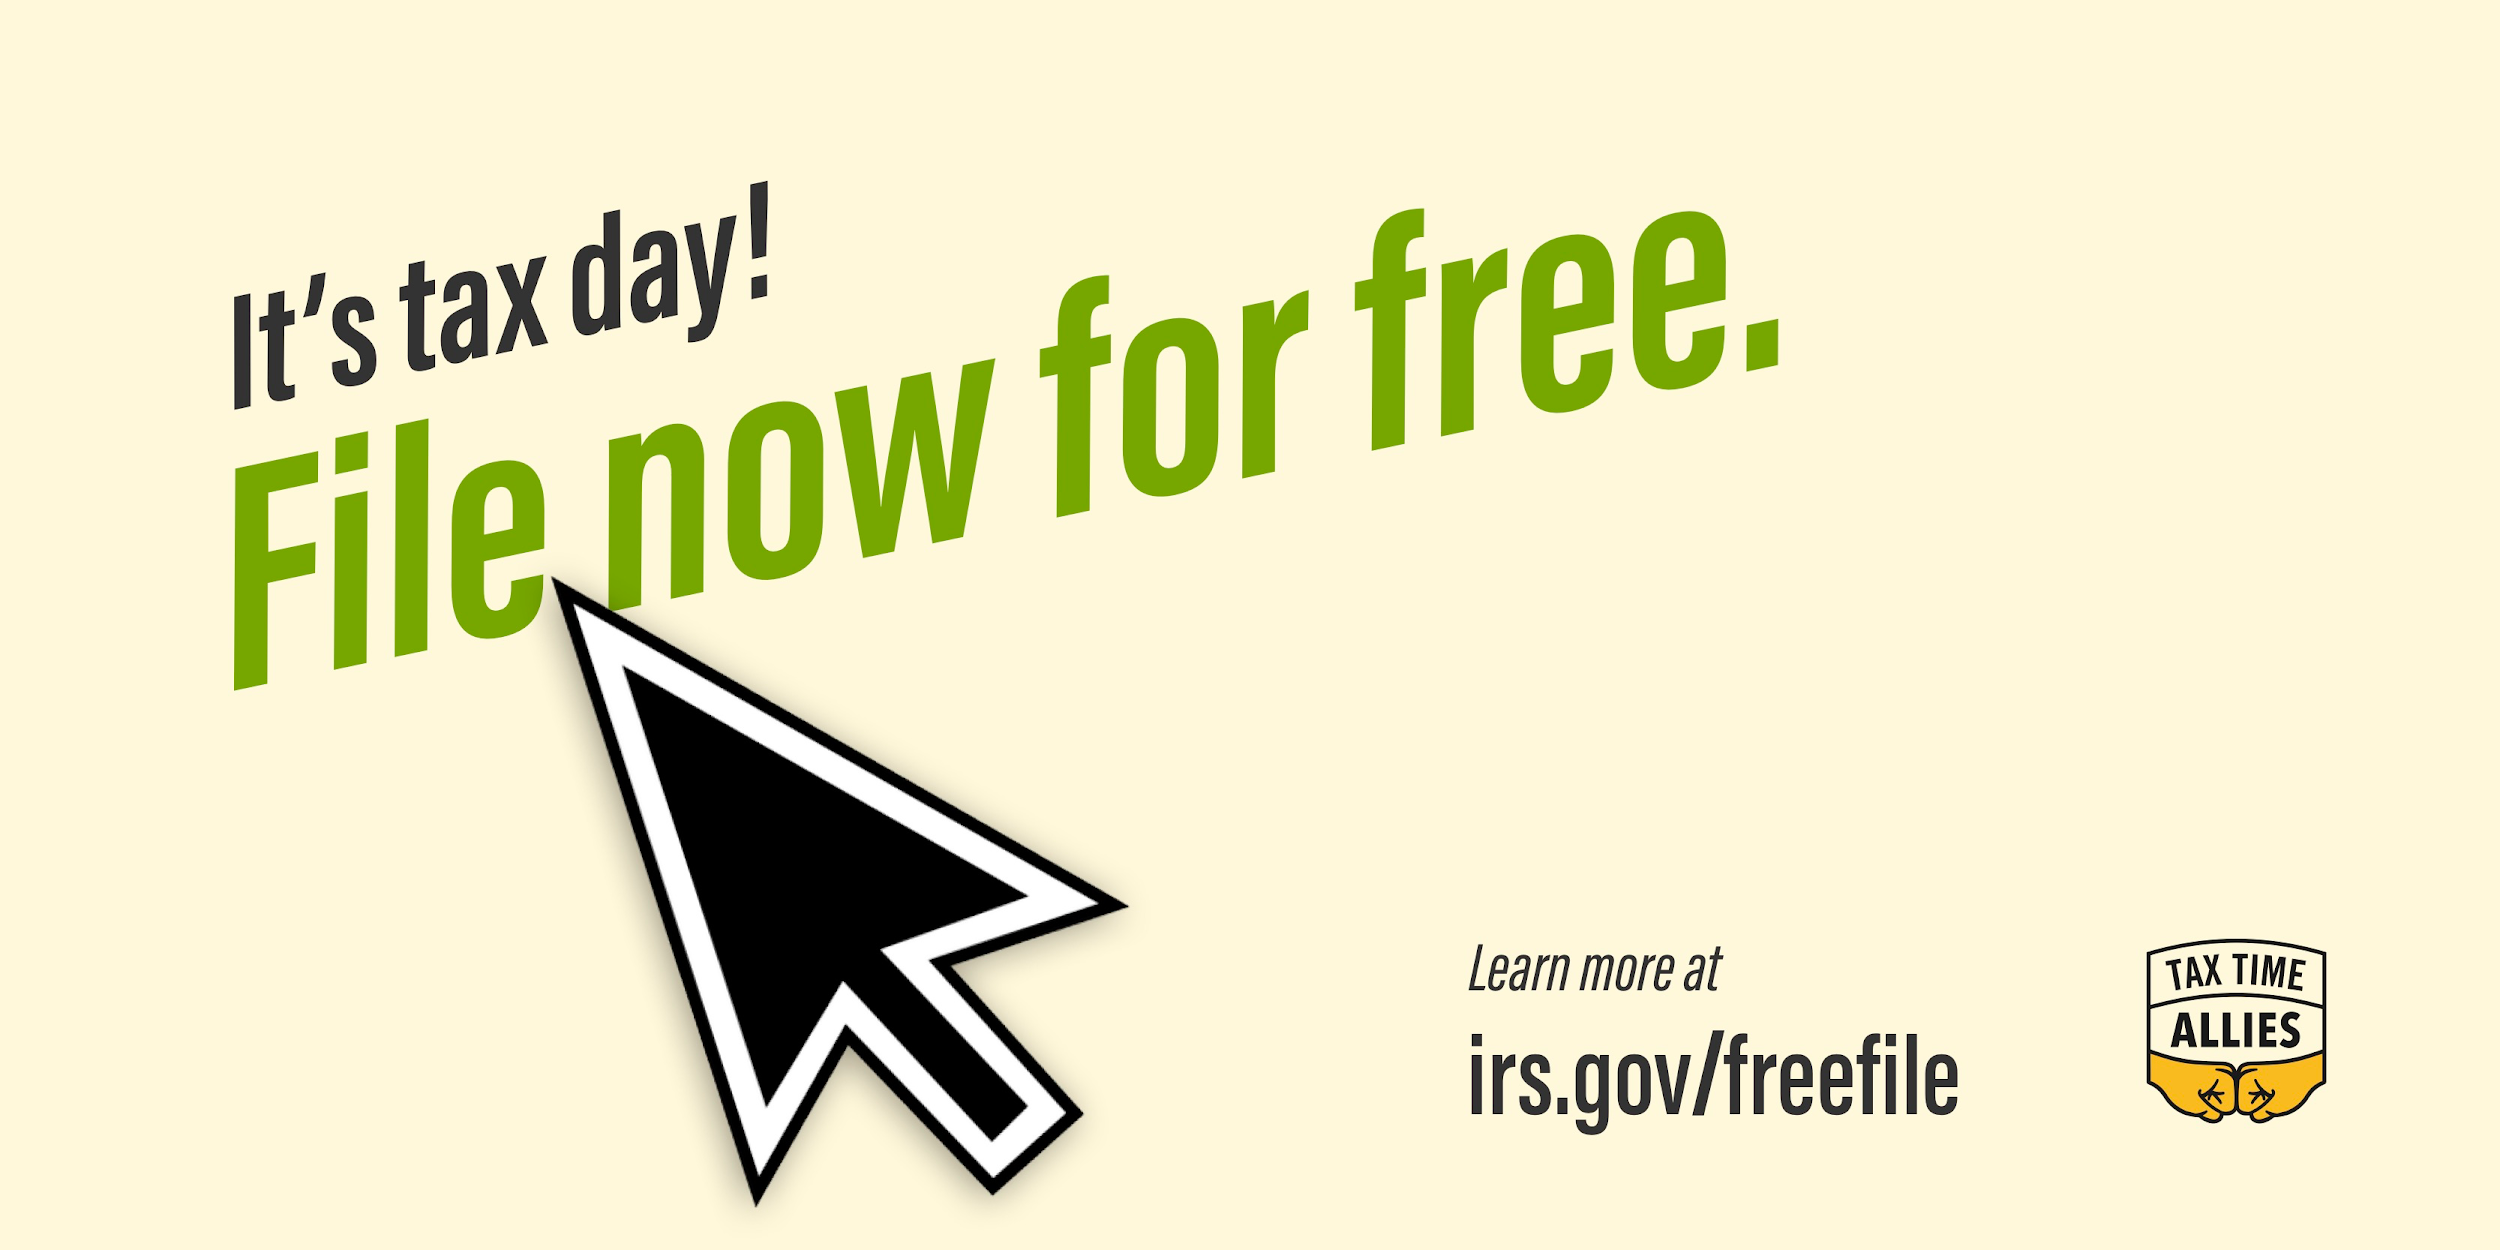 It’s tax day!
File now for free.
Learn more at
irs.gov/freefile
TAX TIME
ALLIES